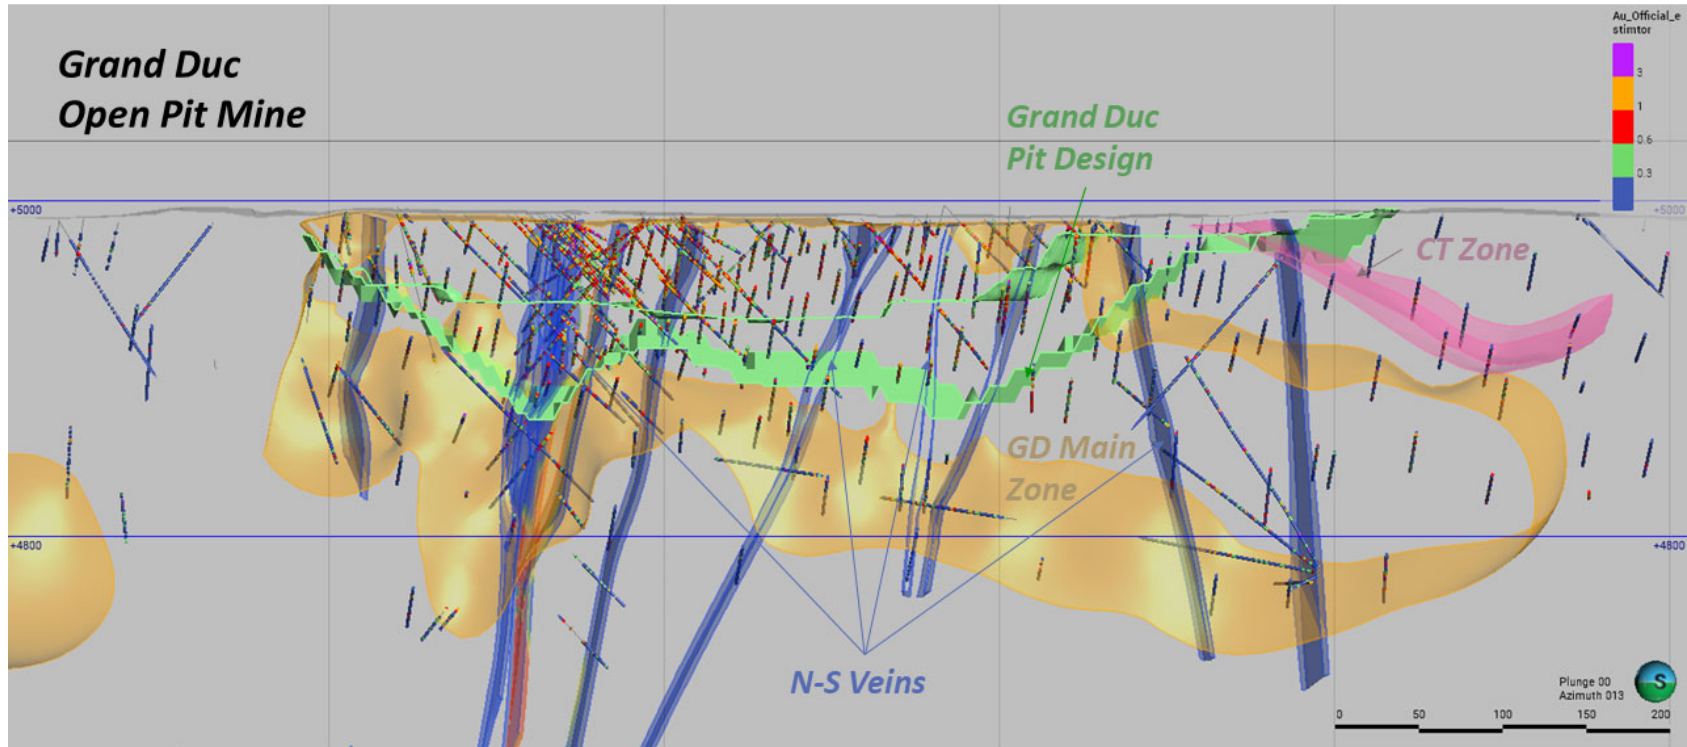 Grand Duc
Open Pit Mine
Au_Official_e
stimtor
3
1
0.6
0.3
Grand Duc
Pit Design
+5000
+5000
CT Zone
GD Main
Zone
+4800
+4800
N-S Veins
Plunge 00
Azimuth 013
S
0 50 100 150 200